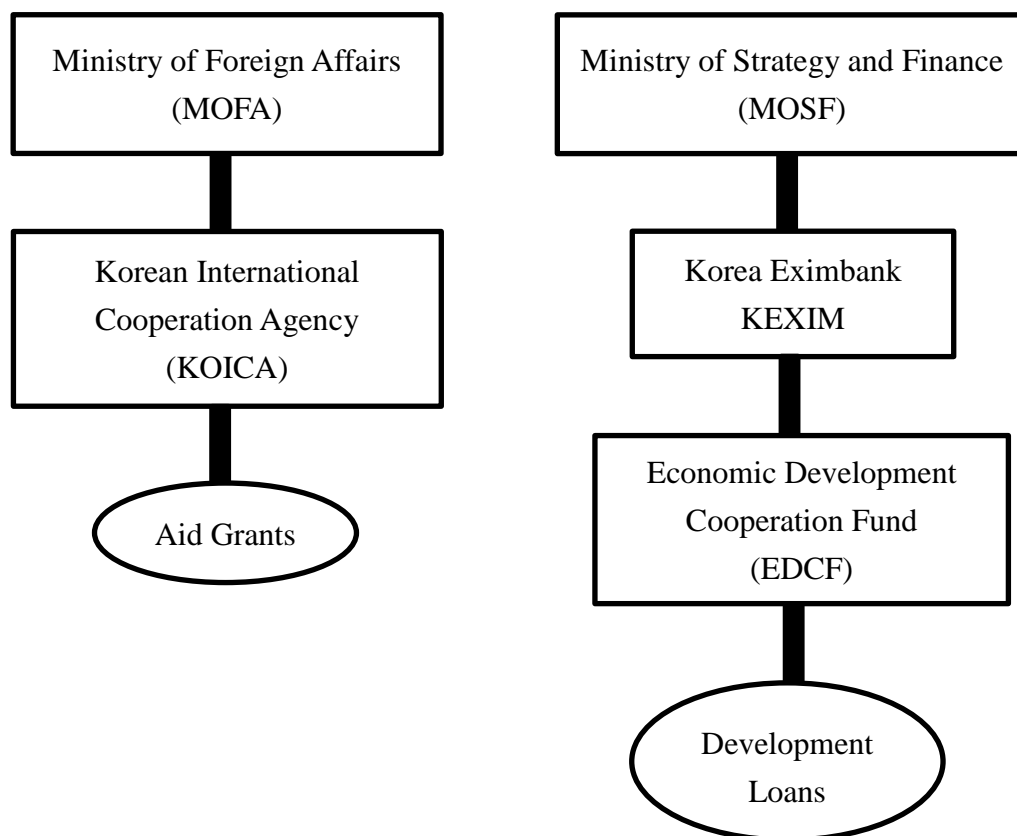 Ministry of Foreign Affairs
(MOFA)
Korean International
Cooperation Agency
(KOICA)
Aid Grants
Ministry of Strategy and Finance
(MOSF)
Korea Eximbank
KEXIM
Economic Development
Cooperation Fund
(EDCF)
Development
Loans